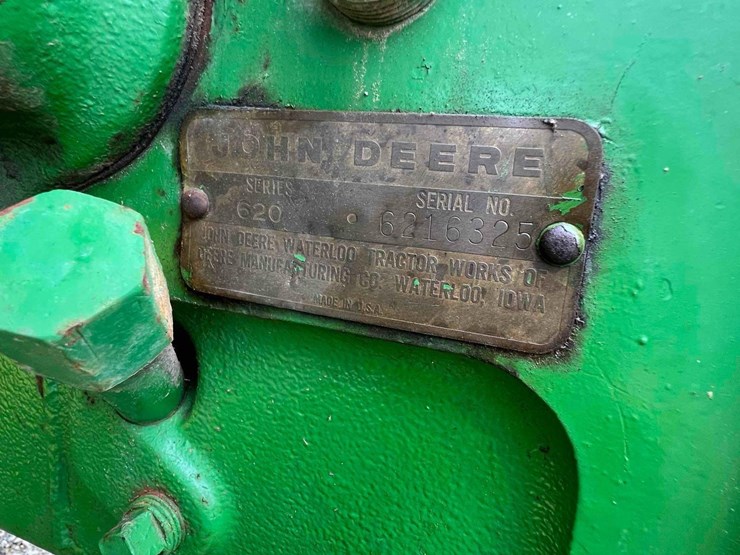 JOHN DEERE
SERIES
SERIAL NO.
620
6216325
JOHN DEERE WATERLOO TRACTOR WORKS OF
DEERE MANUFACTURING CO. WATERLOO, IOWA
MADE IN U.S.A.